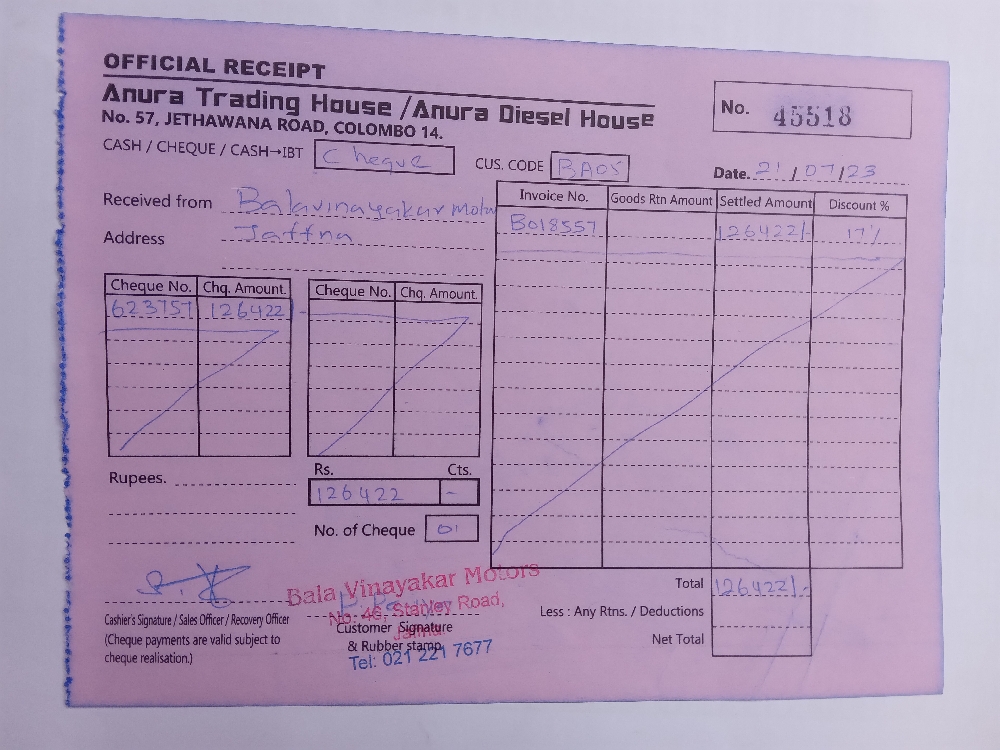 OFFICIAL RECEIPT
Anura Trading House / Anura Diesel House
No. 57, JETHAWANA ROAD, COLOMBO 14.
No. 45518
CASH / CHEQUE / CASH→IBT Cheque
CUS. CODE BA05
Date. 21/07/23
Received from Balavinayakar Motor
Address Jaffna
Invoice No. Goods Rtn Amount Settled Amount Discount %
B018557 126422/- 17%
Cheque No. Chq. Amount.
623757 126422/-
Cheque No. Chq. Amount.
Rupees.
Rs. Cts.
126422 -
No. of Cheque 01
Total 126422/-
Less : Any Rtns. / Deductions
Net Total
Cashier's Signature / Sales Officer / Recovery Officer
(Cheque payments are valid subject to
cheque realisation.)
Bala Vinayakar Motors
No: 46, Stanley Road,
Jaffna.
Customer Signature
& Rubber stamp
Tel: 021 221 7677